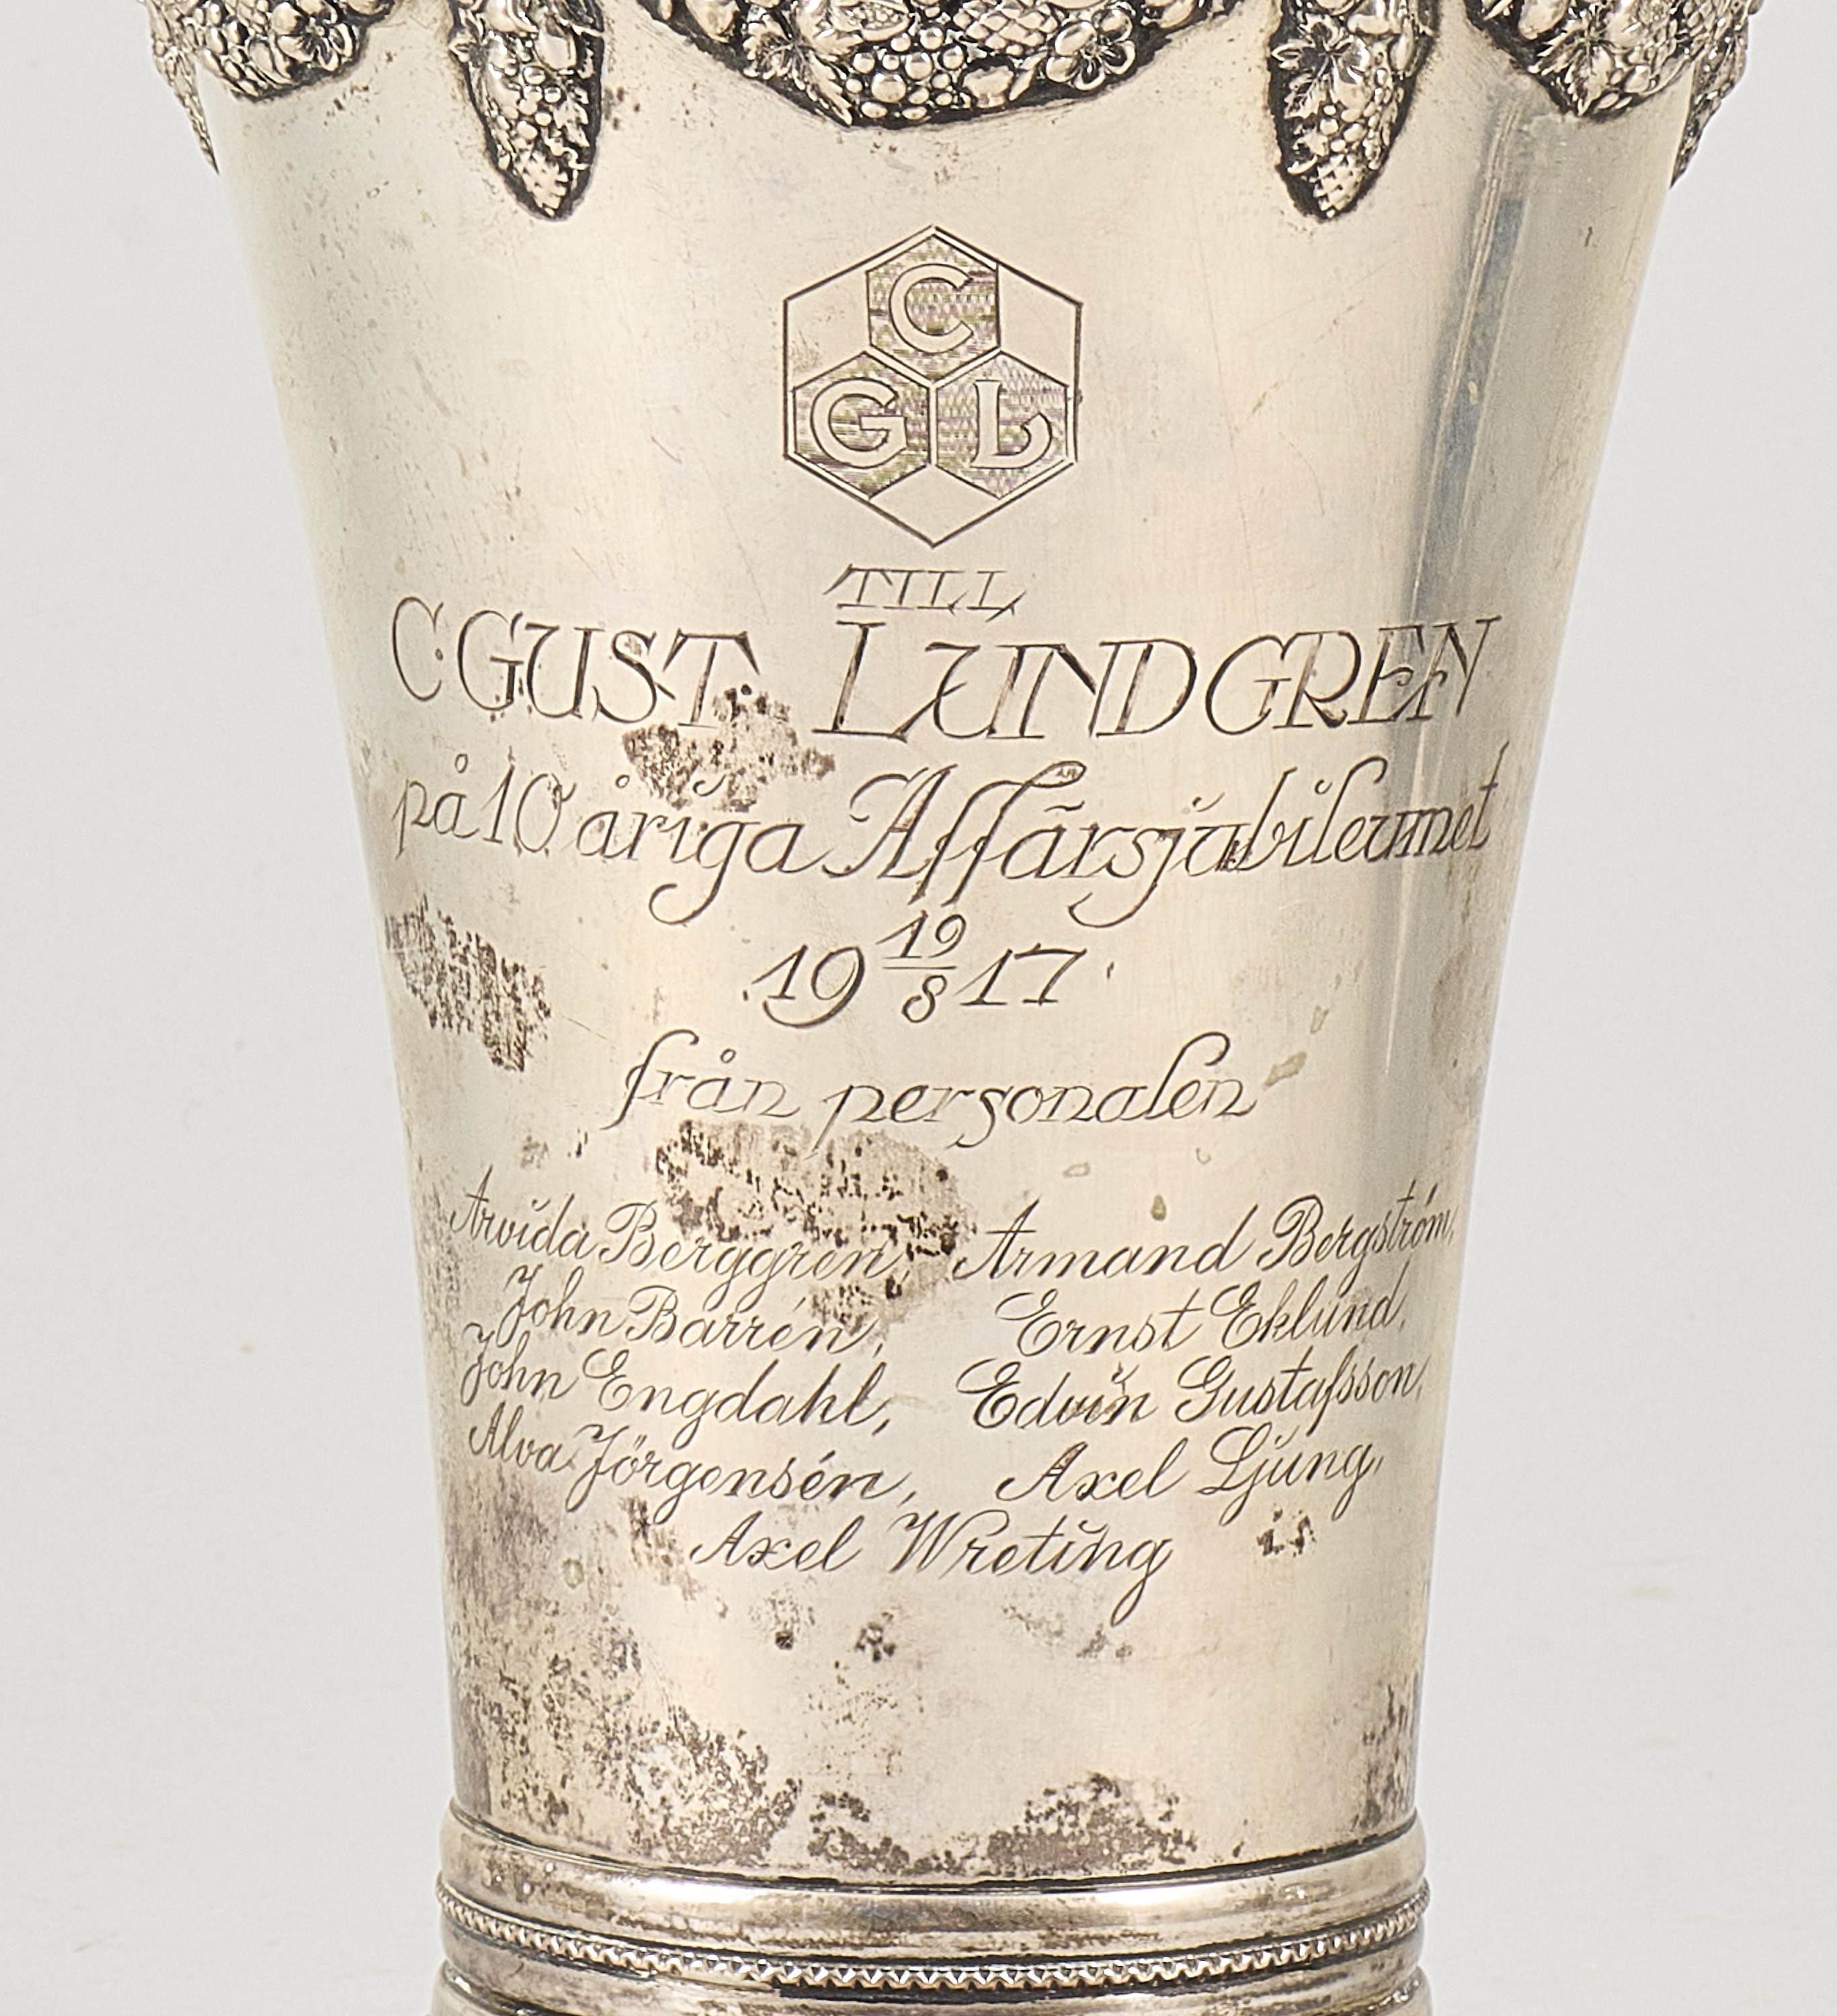 C
G L
TILL
C·GUST. LUNDGREN
på 10 åriga Affärsjubileumet
19 19/8 17
från personalen
Arvida Berggren, Armand Bergström,
John Barrén, Ernst Eklund,
John Engdahl, Edvin Gustafsson,
Alva Jörgensén, Axel Ljung,
Axel Wreting